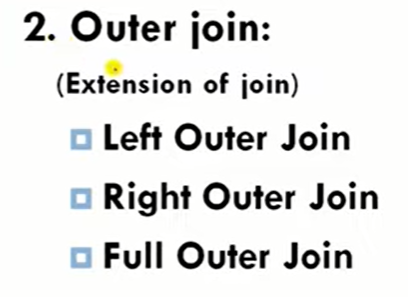 2. Outer join:
(Extension of join)
Left Outer Join
Right Outer Join
Full Outer Join